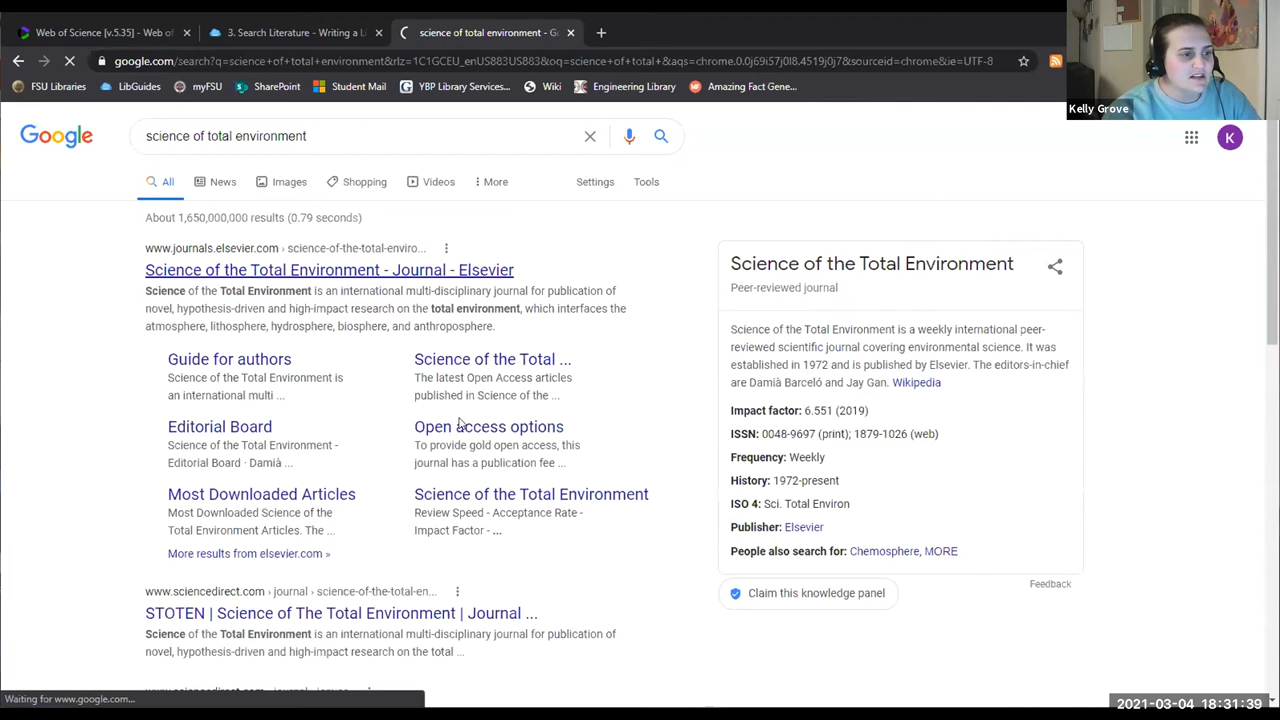 Web of Science [v.5.35] - Web of
3. Search Literature - Writing a Li
science of total environment - Go
google.com/search?q=science+of+total+environment&rlz=1C1GCEU_enUS883US883&oq=science+of+total+&aqs=chrome.0.0j69i57j0l8.4519j0j7&sourceid=chrome&ie=UTF-8
FSU Libraries
LibGuides
myFSU
SharePoint
Student Mail
YBP Library Services...
Wiki
Engineering Library
Amazing Fact Gene...
Kelly Grove
Google
science of total environment
K
All
News
Images
Shopping
Videos
More
Settings
Tools
About 1,650,000,000 results (0.79 seconds)
www.journals.elsevier.com › science-of-the-total-enviro...
Science of the Total Environment - Journal - Elsevier
Science of the Total Environment is an international multi-disciplinary journal for publication of
novel, hypothesis-driven and high-impact research on the total environment, which interfaces the
atmosphere, lithosphere, hydrosphere, biosphere, and anthroposphere.
Guide for authors
Science of the Total Environment is
an international multi ...
Science of the Total ...
The latest Open Access articles
published in Science of the ...
Editorial Board
Science of the Total Environment -
Editorial Board · Damià ...
Open access options
To provide gold open access, this
journal has a publication fee ...
Most Downloaded Articles
Most Downloaded Science of the
Total Environment Articles. The ...
Science of the Total Environment
Review Speed - Acceptance Rate -
Impact Factor - ...
More results from elsevier.com »
www.sciencedirect.com › journal › science-of-the-total-en...
STOTEN | Science of The Total Environment | Journal ...
Science of the Total Environment is an international multi-disciplinary journal for publication of
novel, hypothesis-driven and high-impact research on the total ...
Science of the Total Environment
Peer-reviewed journal
Science of the Total Environment is a weekly international peer-
reviewed scientific journal covering environmental science. It was
established in 1972 and is published by Elsevier. The editors-in-chief
are Damià Barceló and Jay Gan. Wikipedia
Impact factor: 6.551 (2019)
ISSN: 0048-9697 (print); 1879-1026 (web)
Frequency: Weekly
History: 1972-present
ISO 4: Sci. Total Environ
Publisher: Elsevier
People also search for: Chemosphere, MORE
Feedback
Claim this knowledge panel
Waiting for www.google.com...
2021-03-04 18:31:39